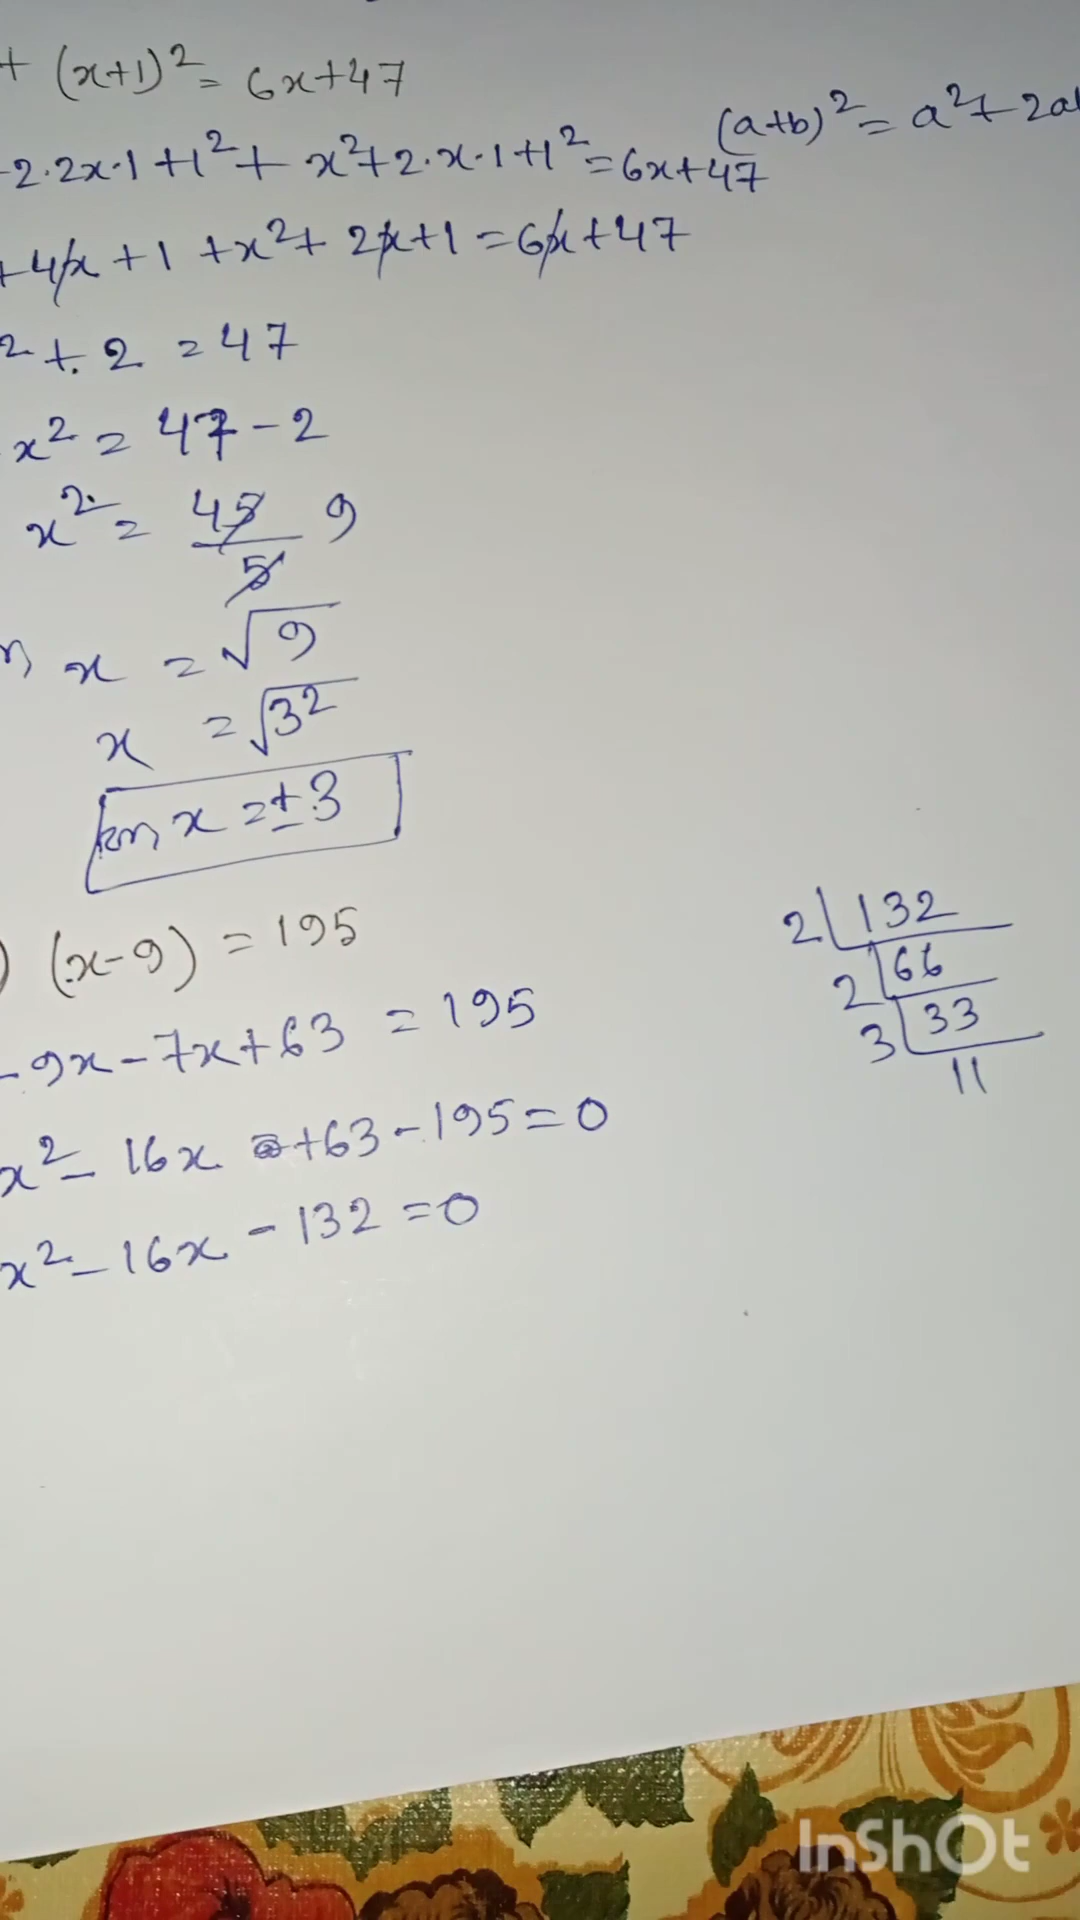 + (x+1)² = 6x+47
(a+b)² = a²+2a
-2·2x·1+1²+ x²+2·x·1+1² = 6x+47
+4x+1+x²+2x+1=6x+47
²+2=47
x²=47-2
x²=45/5 9
x=√9
x=√3²
x=±3
) (x-9) = 195
-9x-7x+63=195
x²-16x +63-195=0
x²-16x-132=0
2 132
2 66
3 33
11
InShOt